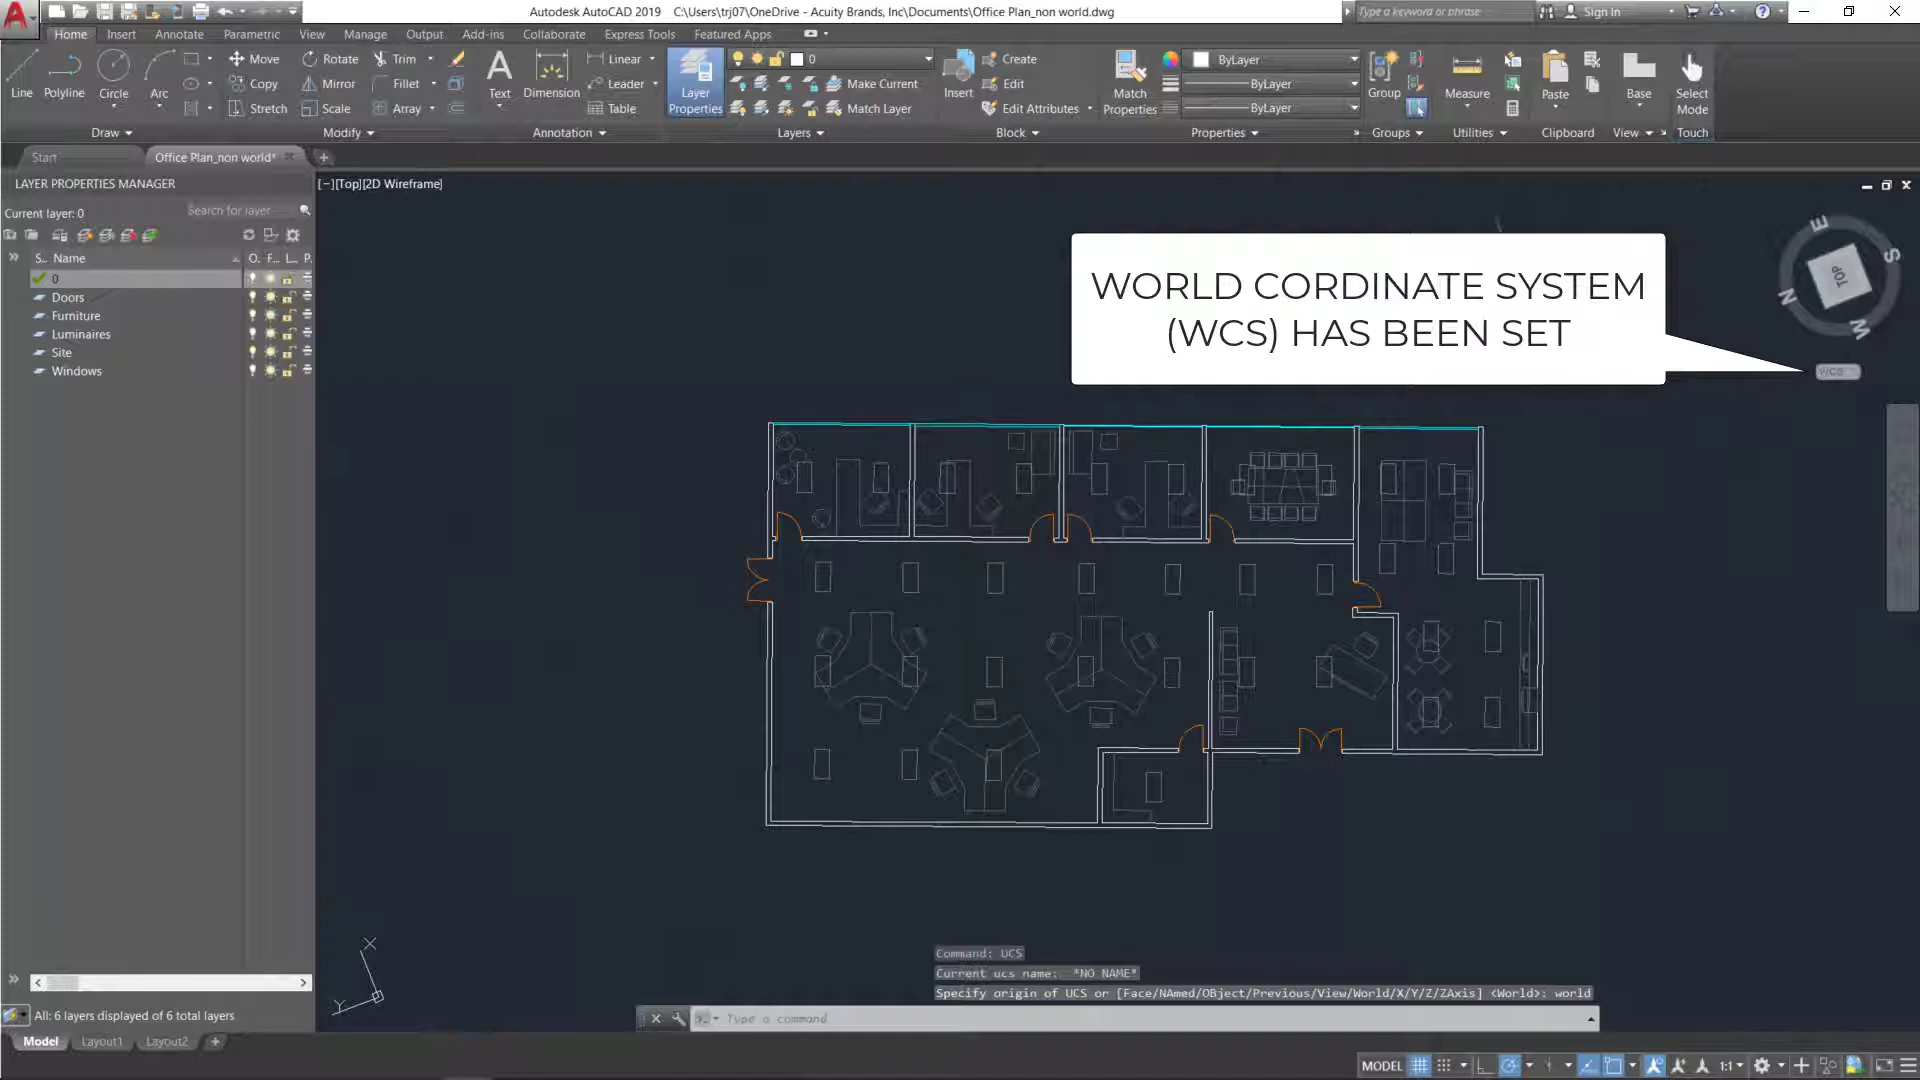 Autodesk AutoCAD 2019 C:\Users\trj07\OneDrive - Acuity Brands, Inc\Documents\Office Plan_non world.dwg
Type a keyword or phrase
Sign In
Home Insert Annotate Parametric View Manage Output Add-ins Collaborate Express Tools Featured Apps
Line Polyline Circle Arc
Move Rotate Trim
Copy Mirror Fillet
Stretch Scale Array
Text Dimension
Linear
Leader
Table
Layer Properties
0
Make Current
Match Layer
Insert
Create
Edit
Edit Attributes
Match Properties
ByLayer
ByLayer
ByLayer
Group
Measure
Paste
Base
Select Mode
Draw Modify Annotation Layers Block Properties Groups Utilities Clipboard View Touch
Start Office Plan_non world*
LAYER PROPERTIES MANAGER
[−][Top][2D Wireframe]
Current layer: 0
Search for layer
S.. Name O. F... L... P.
0
Doors
Furniture
Luminaires
Site
Windows
WORLD CORDINATE SYSTEM
(WCS) HAS BEEN SET
E
S
N
W
TOP
WCS
X
Y
Command: UCS
Current ucs name: *NO NAME*
Specify origin of UCS or [Face/NAmed/OBject/Previous/View/World/X/Y/Z/ZAxis] <World>: world
Type a command
All: 6 layers displayed of 6 total layers
Model Layout1 Layout2
MODEL 1:1